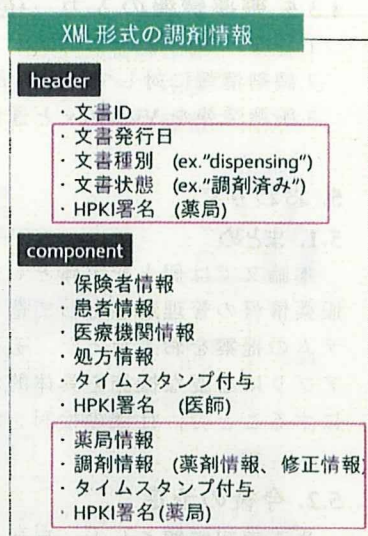 XML形式の調剤情報
header
・文書ID
・文書発行日
・文書種別 (ex."dispensing")
・文書状態 (ex."調剤済み")
・HPKI署名 (薬局)
component
・保険者情報
・患者情報
・医療機関情報
・処方情報
・タイムスタンプ付与
・HPKI署名 (医師)
・薬局情報
・調剤情報 (薬剤情報、修正情報)
・タイムスタンプ付与
・HPKI署名(薬局)